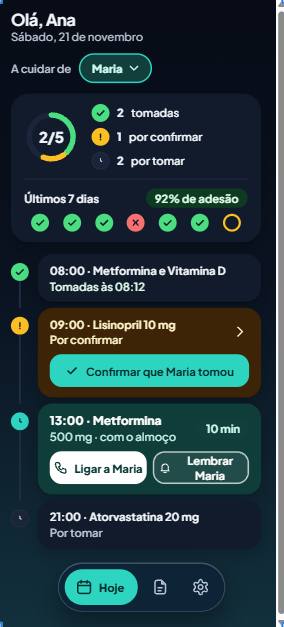 Olá, Ana
Sábado, 21 de novembro
A cuidar de
Maria
2/5
2 tomadas
1 por confirmar
2 por tomar
Últimos 7 dias
92% de adesão
08:00 · Metformina e Vitamina D
Tomadas às 08:12
09:00 · Lisinopril 10 mg
Por confirmar
Confirmar que Maria tomou
13:00 · Metformina
500 mg · com o almoço
10 min
Ligar a Maria
Lembrar
Maria
21:00 · Atorvastatina 20 mg
Por tomar
Hoje